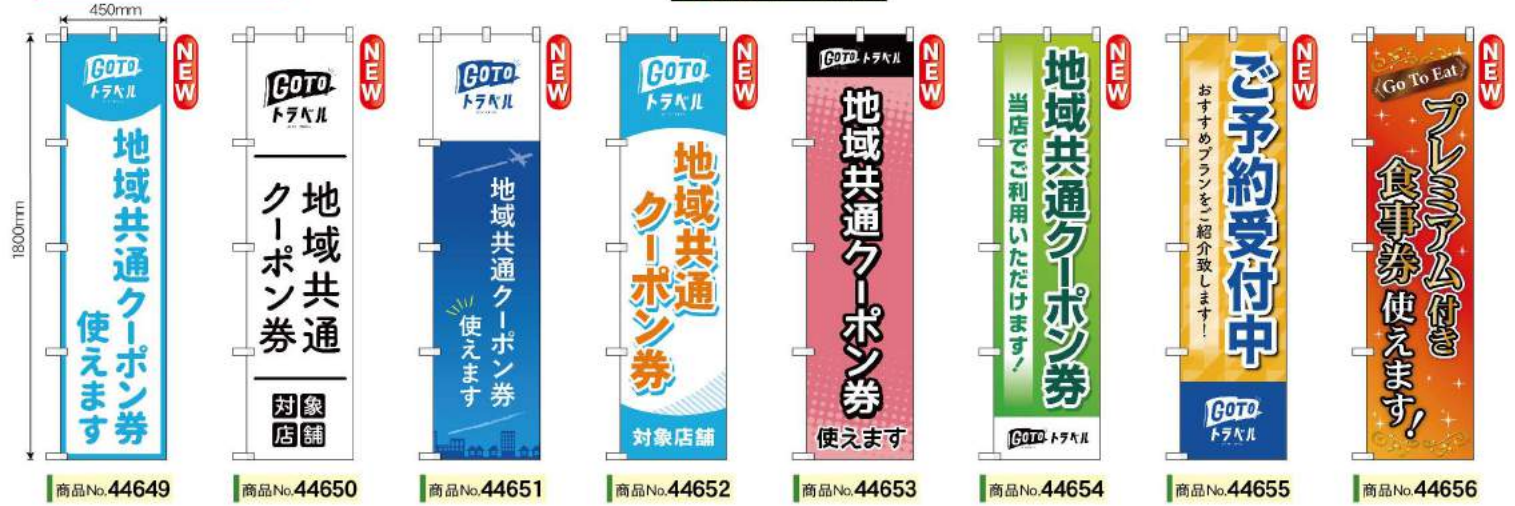 450mm
1800mm
GOTO
トラベル
地域共通クーポン券
使えます
NEW
商品No.44649
GOTO
トラベル
地域共通
クーポン券
対象
店舗
NEW
商品No.44650
GOTO
トラベル
地域共通クーポン券
使えます
NEW
商品No.44651
GOTO
トラベル
地域共通
クーポン券
対象店舗
NEW
商品No.44652
GOTO トラベル
地域共通クーポン券
使えます
NEW
商品No.44653
地域共通クーポン券
当店でご利用いただけます!
GOTO トラベル
NEW
商品No.44654
ご予約受付中
おすすめプランをご紹介致します!
GOTO
トラベル
NEW
商品No.44655
Go To Eat
プレミアム付き
食事券使えます!
NEW
商品No.44656